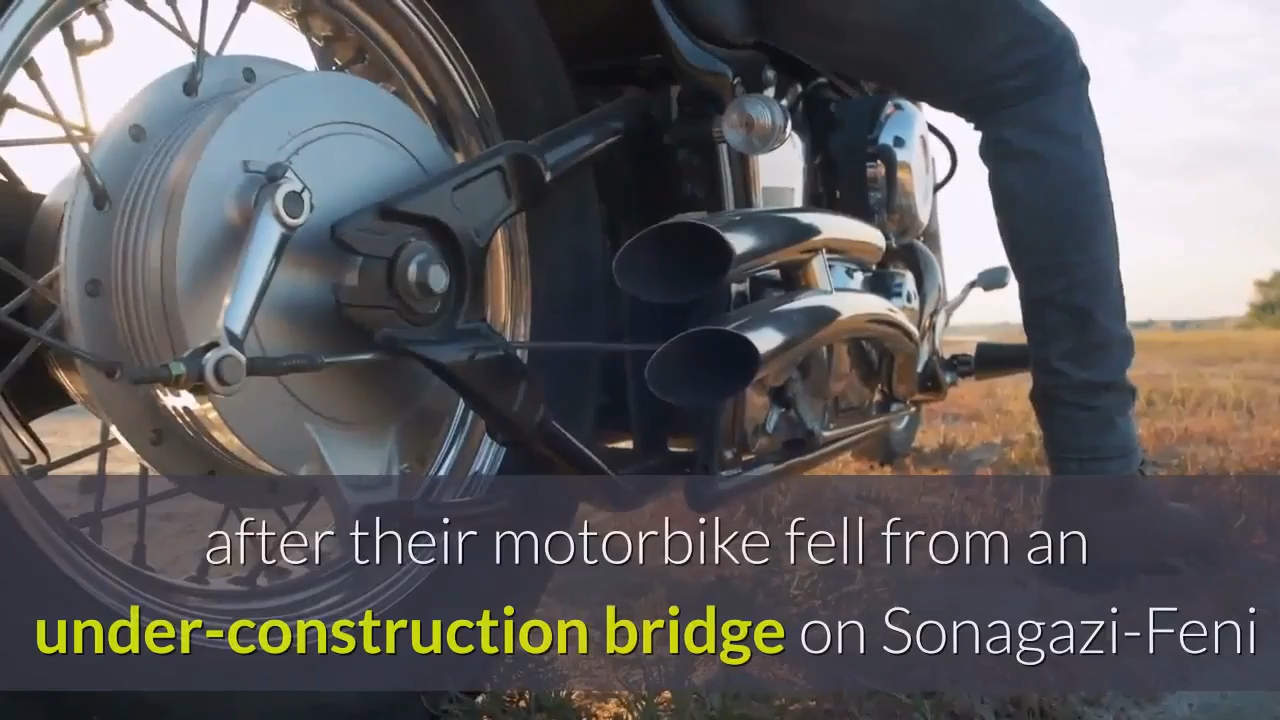 after their motorbike fell from an
under-construction bridge on Sonagazi-Feni